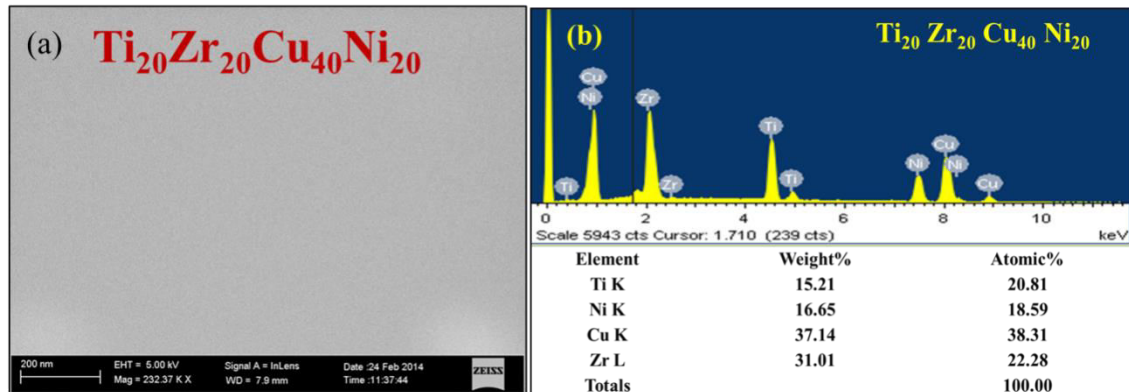 (a) Ti₂₀Zr₂₀Cu₄₀Ni₂₀
200 nm
EHT = 5.00 kV Signal A = InLens Date :24 Feb 2014
Mag = 232.37 K X WD = 7.9 mm Time :11:37:44
ZEISS
(b) Ti₂₀ Zr₂₀ Cu₄₀ Ni₂₀
Cu
Ni
Ti
Zr
Zr
Ti
Ti
Ni
Cu
Ni
Cu
0 2 4 6 8 10
Scale 5943 cts Cursor: 1.710 (239 cts) keV
Element Weight% Atomic%
Ti K 15.21 20.81
Ni K 16.65 18.59
Cu K 37.14 38.31
Zr L 31.01 22.28
Totals 100.00